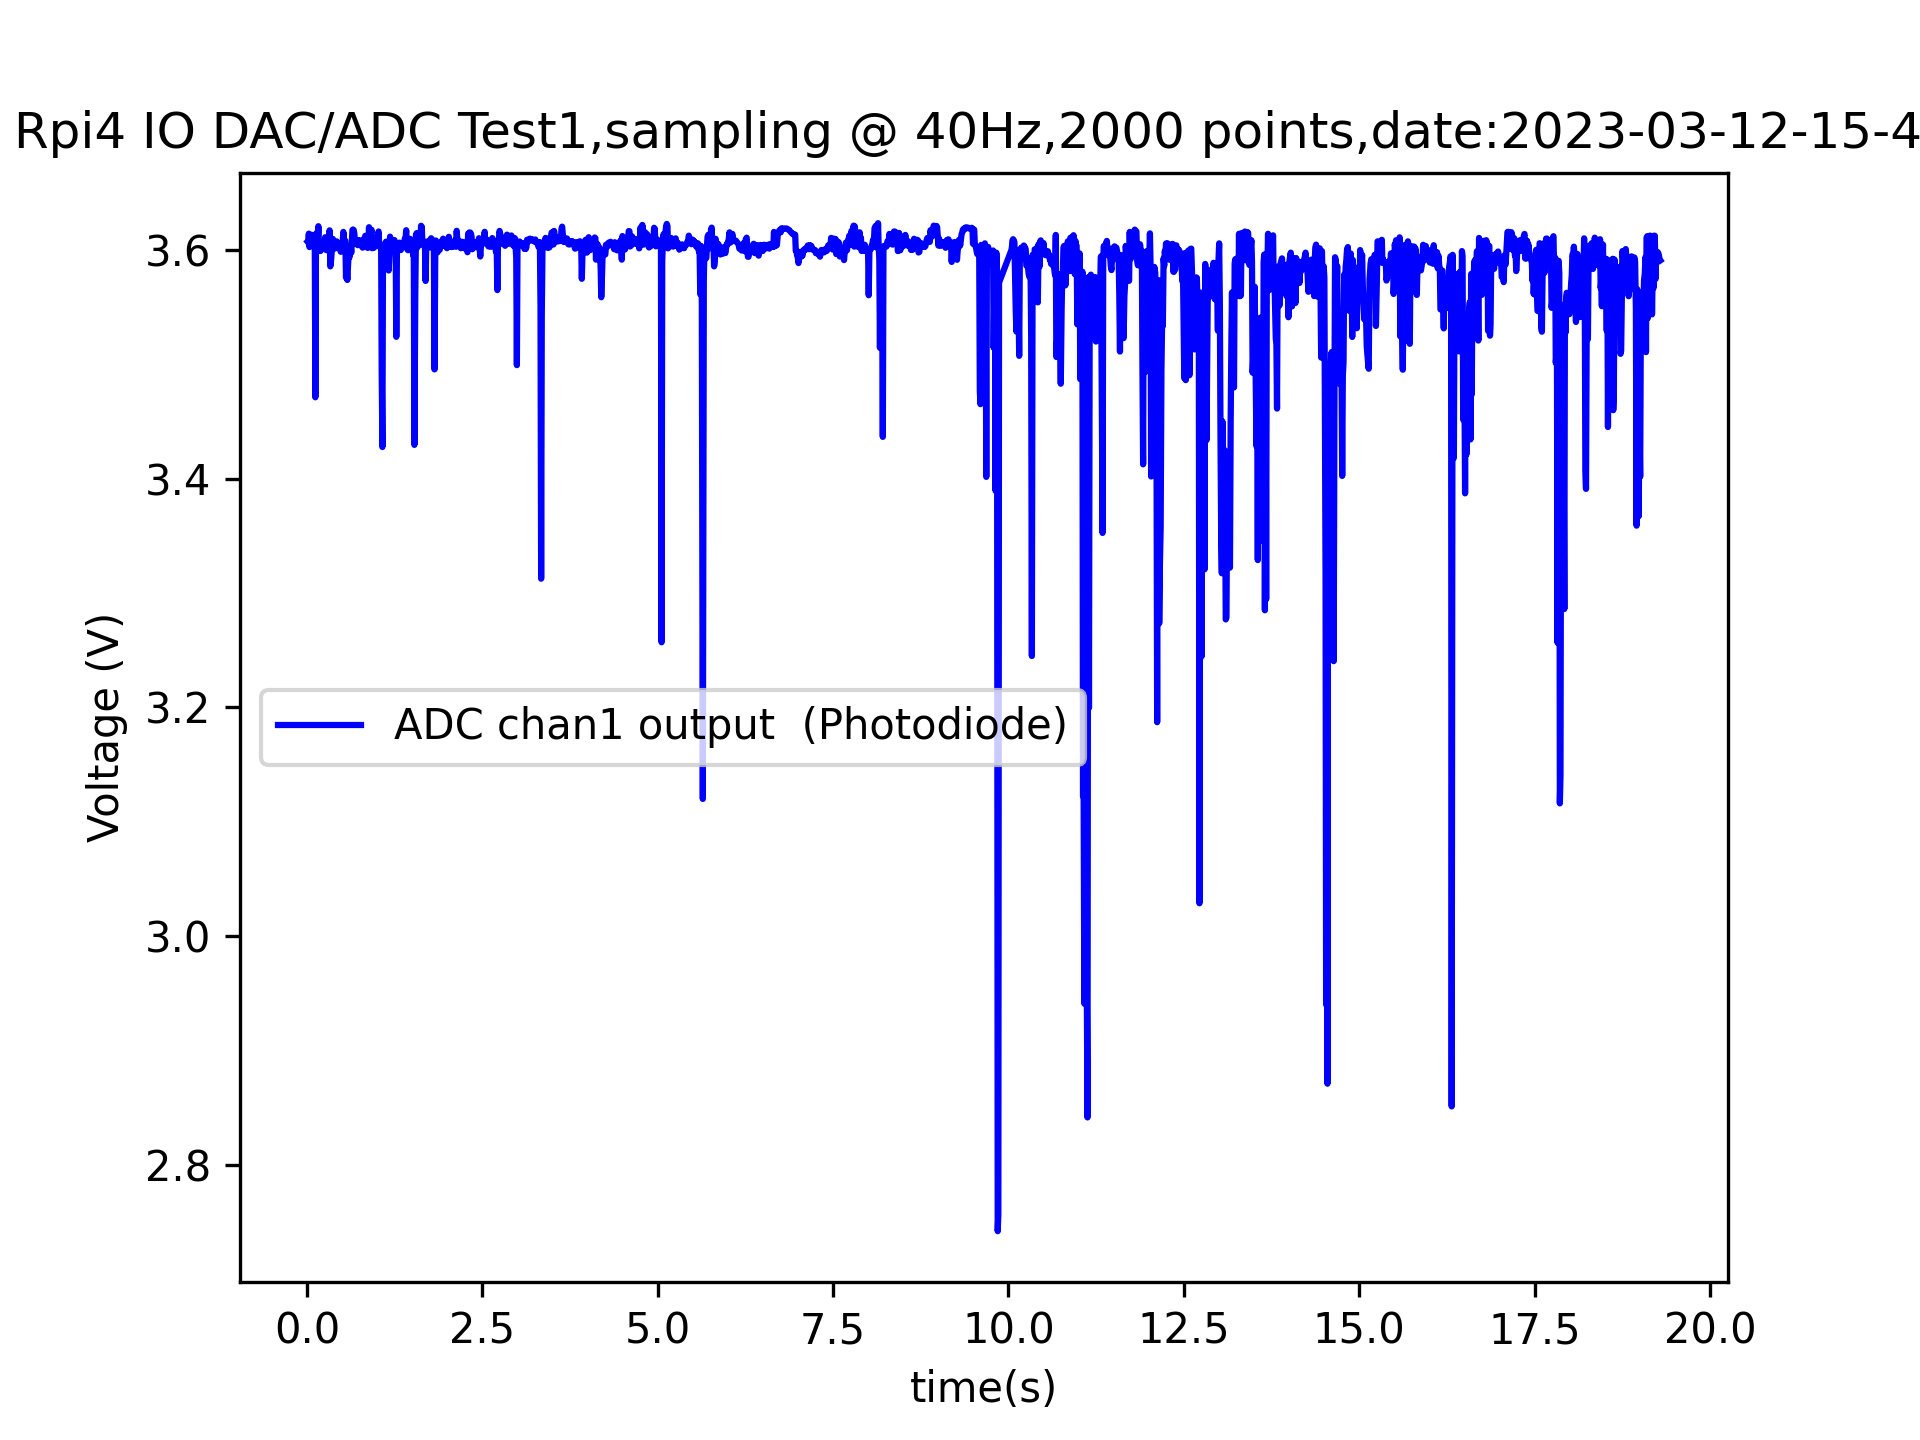 Rpi4 IO DAC/ADC Test1,sampling @ 40Hz,2000 points,date:2023-03-12-15-4
3.6
3.4
3.2
3.0
2.8
Voltage (V)
ADC chan1 output  (Photodiode)
0.0 2.5 5.0 7.5 10.0 12.5 15.0 17.5 20.0
time(s)